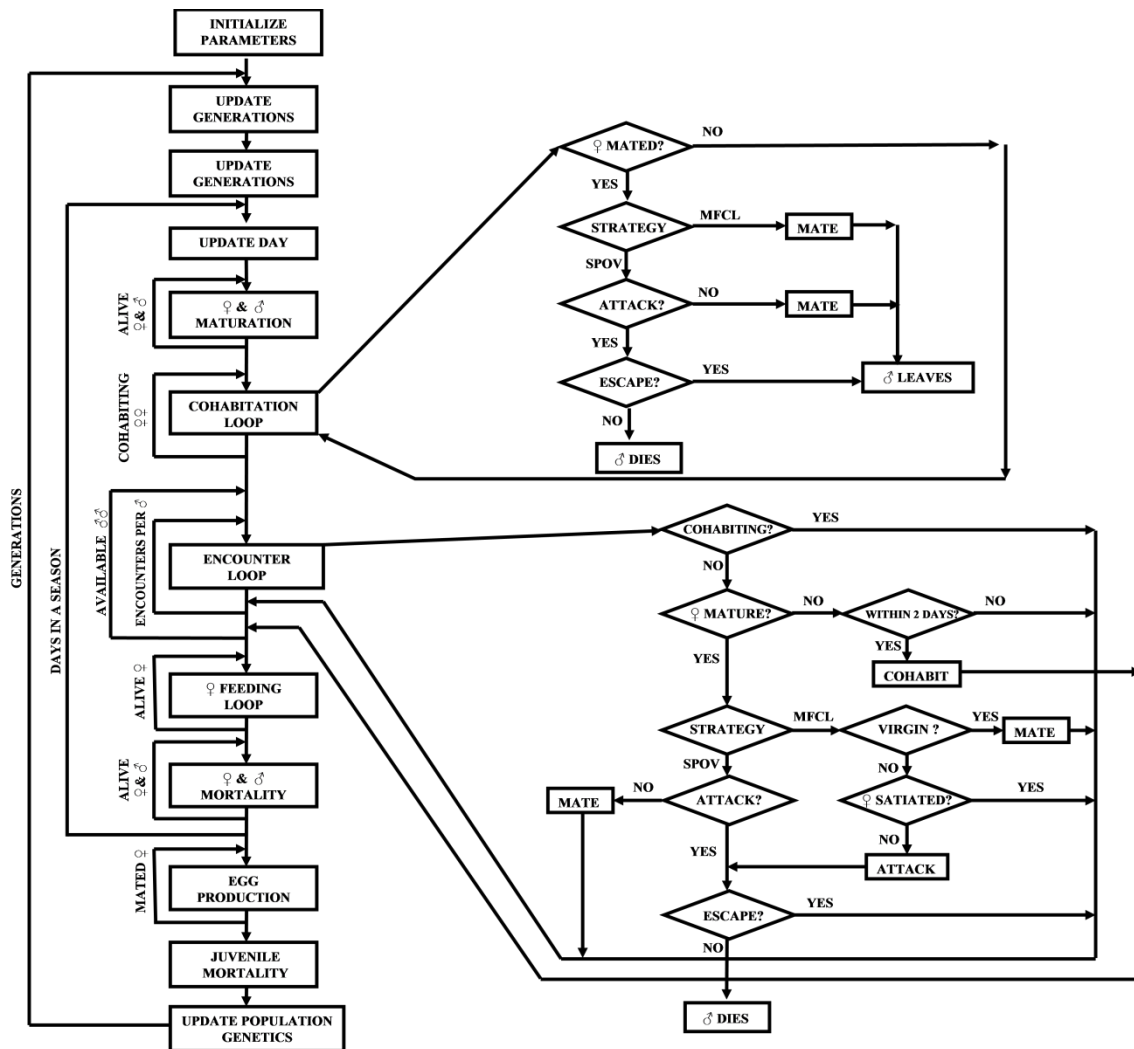 INITIALIZE
PARAMETERS
UPDATE
GENERATIONS
UPDATE
GENERATIONS
UPDATE DAY
♀ & ♂
MATURATION
ALIVE
♀&♂
COHABITATION
LOOP
COHABITING
♀♀
ENCOUNTER
LOOP
ENCOUNTERS PER ♂
AVAILABLE ♂♂
♀ FEEDING
LOOP
ALIVE ♀
♀ & ♂
MORTALITY
ALIVE
♀&♂
EGG
PRODUCTION
MATED ♀
JUVENILE
MORTALITY
UPDATE POPULATION
GENETICS
DAYS IN A SEASON
GENERATIONS
♀ MATED?
NO
YES
STRATEGY
MFCL
MATE
SPOV
ATTACK?
NO
MATE
YES
ESCAPE?
YES
♂ LEAVES
NO
♂ DIES
COHABITING?
YES
NO
♀ MATURE?
NO
WITHIN 2 DAYS?
NO
YES
YES
COHABIT
STRATEGY
MFCL
VIRGIN ?
YES
MATE
SPOV
NO
MATE
NO
ATTACK?
♀ SATIATED?
YES
YES
NO
ATTACK
ESCAPE?
YES
NO
♂ DIES